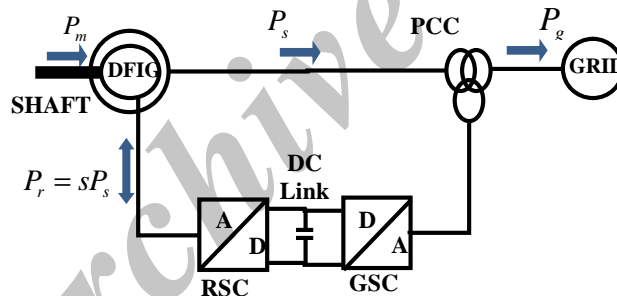 P_m
P_s
PCC
P_g
DFIG
GRID
SHAFT
P_r = sP_s
DC
Link
A
D
D
A
RSC
GSC